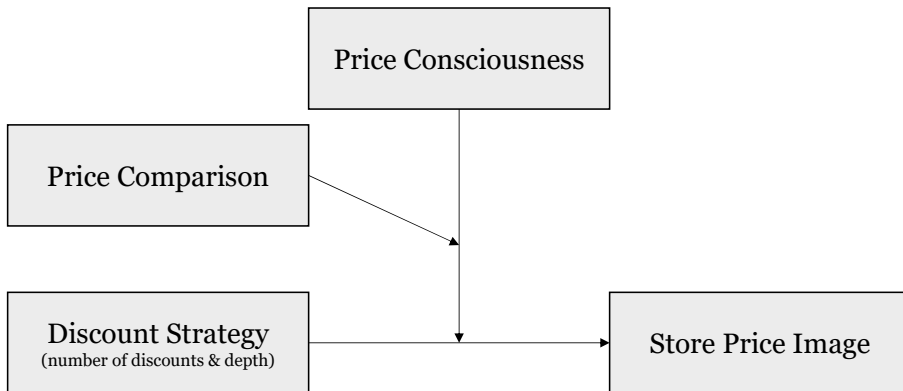 Price Consciousness
Price Comparison
Discount Strategy
(number of discounts & depth)
Store Price Image